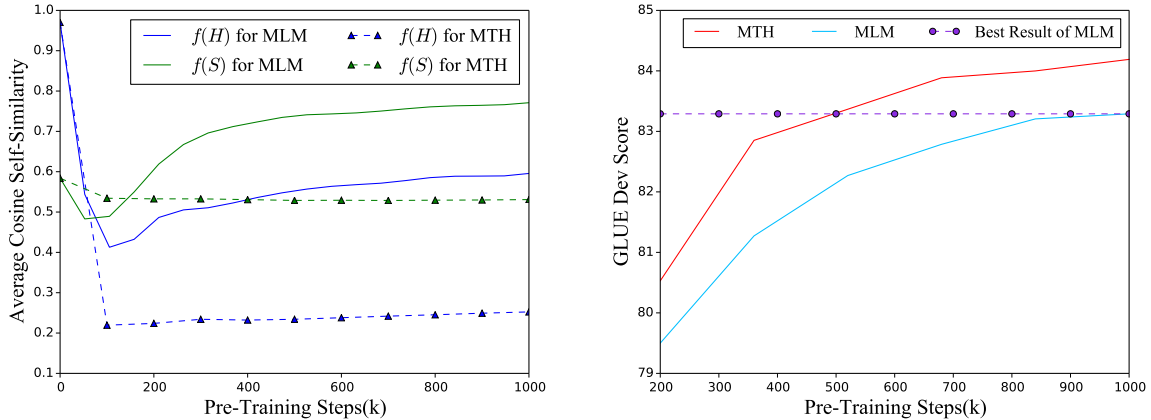 1.0
0.9
0.8
0.7
0.6
0.5
0.4
0.3
0.2
0.1
Average Cosine Self-Similarity
f(H) for MLM
f(S) for MLM
f(H) for MTH
f(S) for MTH
0 200 400 600 800 1000
Pre-Training Steps(k)
85
84
83
82
81
80
79
GLUE Dev Score
MTH MLM Best Result of MLM
200 300 400 500 600 700 800 900 1000
Pre-Training Steps(k)